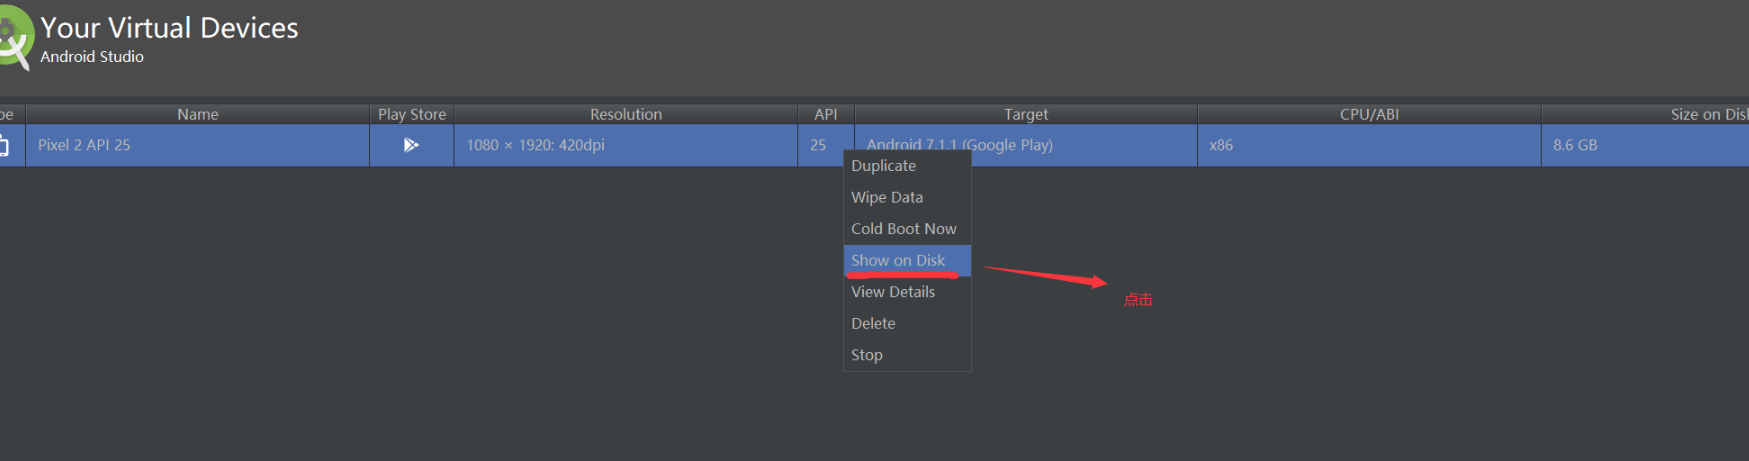 Your Virtual Devices
Android Studio
Name Play Store Resolution API Target CPU/ABI Size on
Pixel 2 API 25 1080 × 1920: 420dpi 25 Android 7.1.1 (Google Play) x86 8.6 GB
Duplicate
Wipe Data
Cold Boot Now
Show on Disk
View Details
点击
Delete
Stop